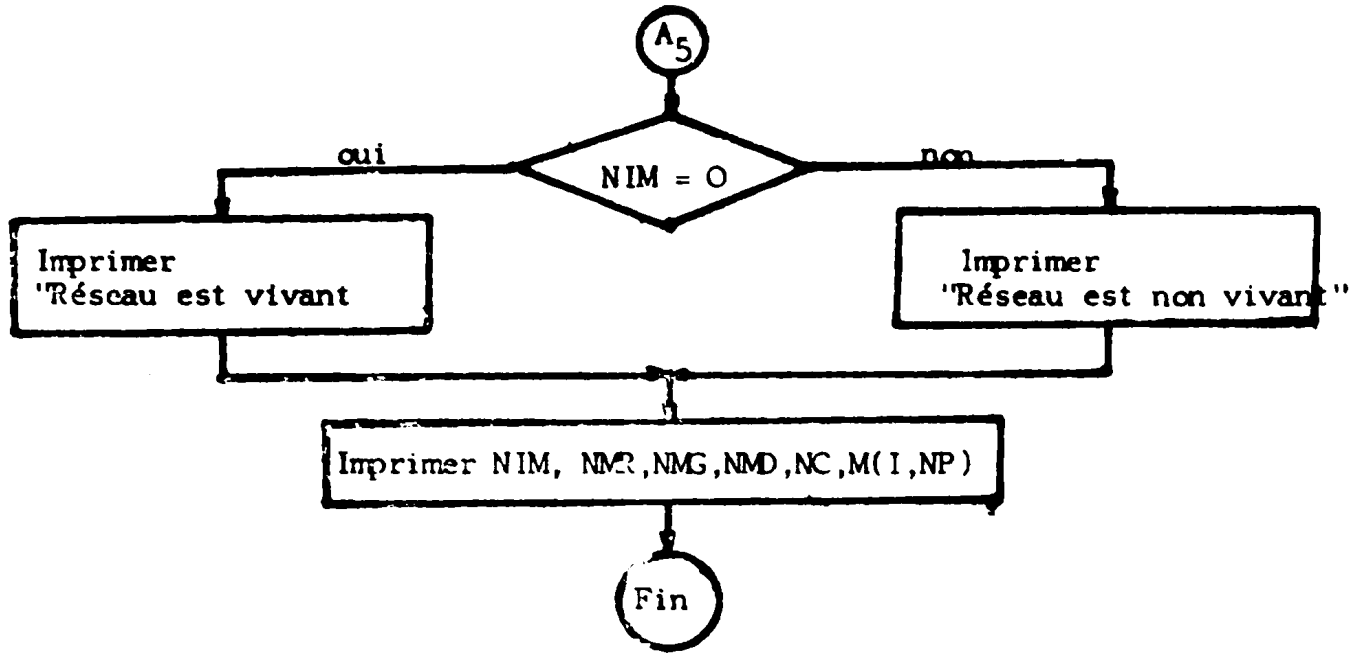 A5
oui
non
NIM = O
Imprimer
"Réseau est vivant
Imprimer
"Réseau est non vivant"
Imprimer NIM, NMR,NMG,NMD,NC,M(I,NP)
Fin